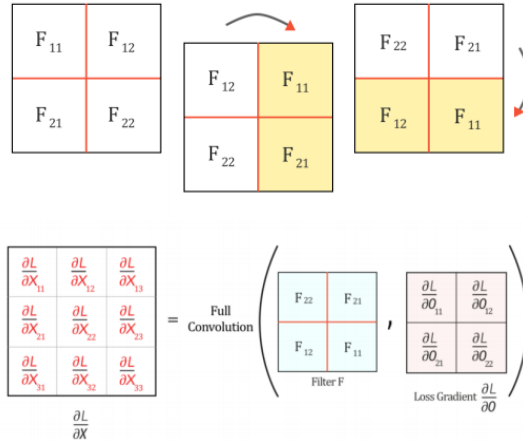 F₁₁ F₁₂
F₂₁ F₂₂
F₁₂ F₁₁
F₂₂ F₂₁
F₂₂ F₂₁
F₁₂ F₁₁
∂L/∂X₁₁ ∂L/∂X₁₂ ∂L/∂X₁₃
∂L/∂X₂₁ ∂L/∂X₂₂ ∂L/∂X₂₃
∂L/∂X₃₁ ∂L/∂X₃₂ ∂L/∂X₃₃
∂L/∂X
=
Full
Convolution
(
F₂₂ F₂₁
F₁₂ F₁₁
Filter F
,
∂L/∂O₁₁ ∂L/∂O₁₂
∂L/∂O₂₁ ∂L/∂O₂₂
Loss Gradient ∂L/∂O
)